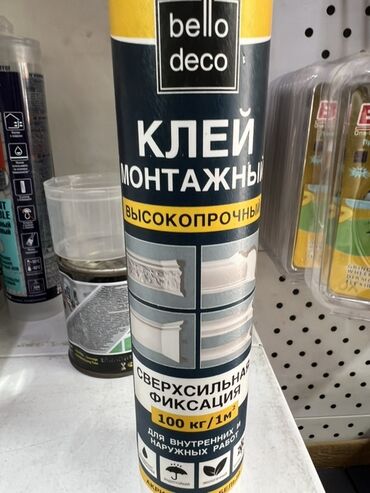 bello
deco
КЛЕЙ
МОНТАЖНЫЙ
ВЫСОКОПРОЧНЫЙ
СВЕРХСИЛЬНАЯ
ФИКСАЦИЯ
100 КГ/1М²
ДЛЯ ВНУТРЕННИХ И
НАРУЖНЫХ РАБОТ